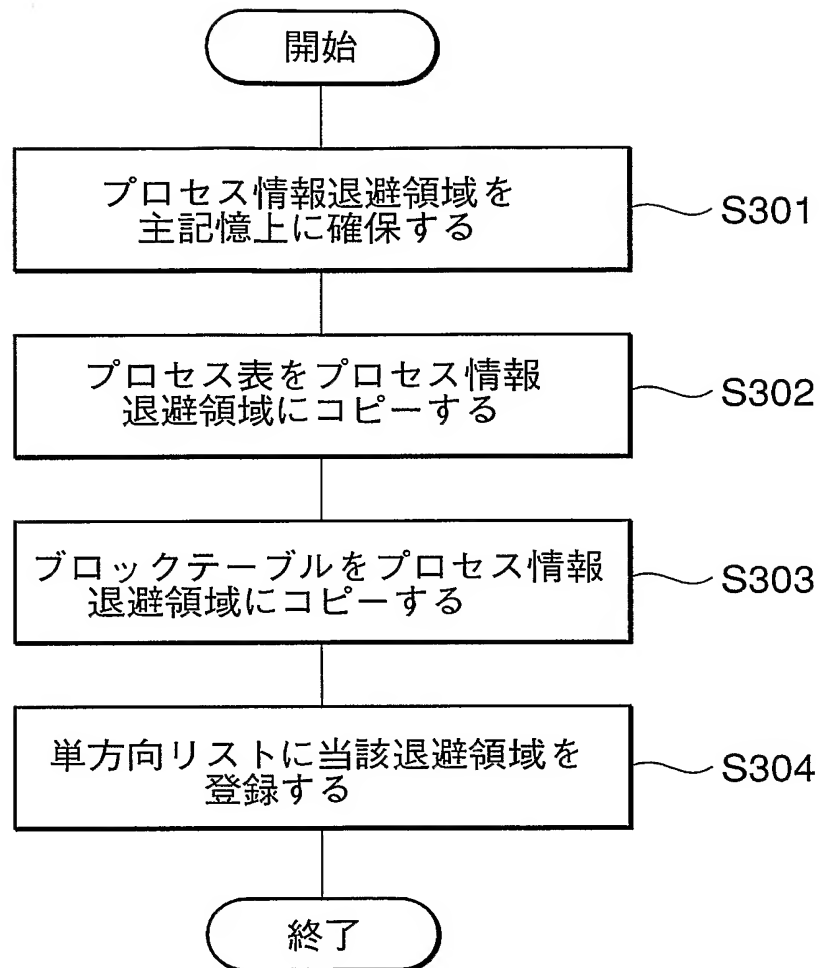 開始
プロセス情報退避領域を
主記憶上に確保する
S301
プロセス表をプロセス情報
退避領域にコピーする
S302
ブロックテーブルをプロセス情報
退避領域にコピーする
S303
単方向リストに当該退避領域を
登録する
S304
終了